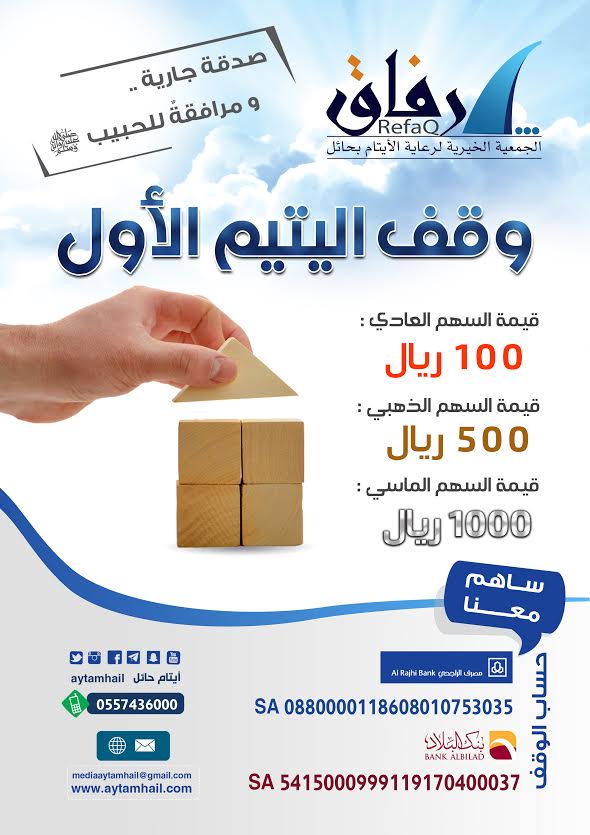 صدقة جارية ..
و مرافقةٌ للحبيب ﷺ
رفاق
RefaQ
الجمعية الخيرية لرعاية الأيتام بحائل
وقف اليتيم الأول
قيمة السهم العادي :
100 ريال
قيمة السهم الذهبي :
500 ريال
قيمة السهم الماسي :
1000 ريال
ساهم
معنا
حساب الوقف
مصرف الراجحي Al Rajhi Bank
SA 0880000118608010753035
بنك البلاد
BANK ALBILAD
SA 5415000999119170400037
أيتام حائل aytamhail
0557436000
mediaaytamhail@gmail.com
www.aytamhail.com